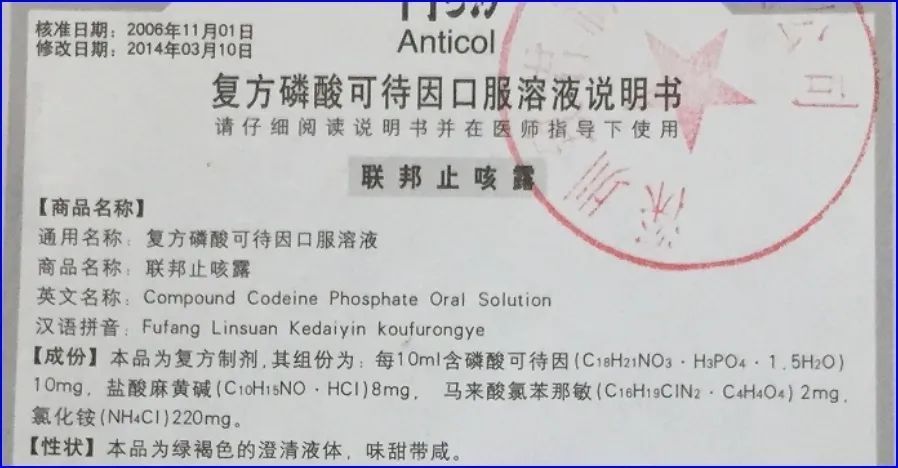 核准日期：2006年11月01日
修改日期：2014年03月10日
Anticol
复方磷酸可待因口服溶液说明书
请仔细阅读说明书并在医师指导下使用
联邦止咳露
【商品名称】
通用名称：复方磷酸可待因口服溶液
商品名称：联邦止咳露
英文名称：Compound Codeine Phosphate Oral Solution
汉语拼音：Fufang Linsuan Kedaiyin koufurongye
【成份】本品为复方制剂,其组份为：每10ml含磷酸可待因(C18H21NO3·H3PO4·1.5H2O)
10mg，盐酸麻黄碱(C10H15NO·HCl)8mg，马来酸氯苯那敏(C16H19ClN2·C4H4O4)2mg，
氯化铵(NH4Cl)220mg。
【性状】本品为绿褐色的澄清液体，味甜带咸。
深圳
公司